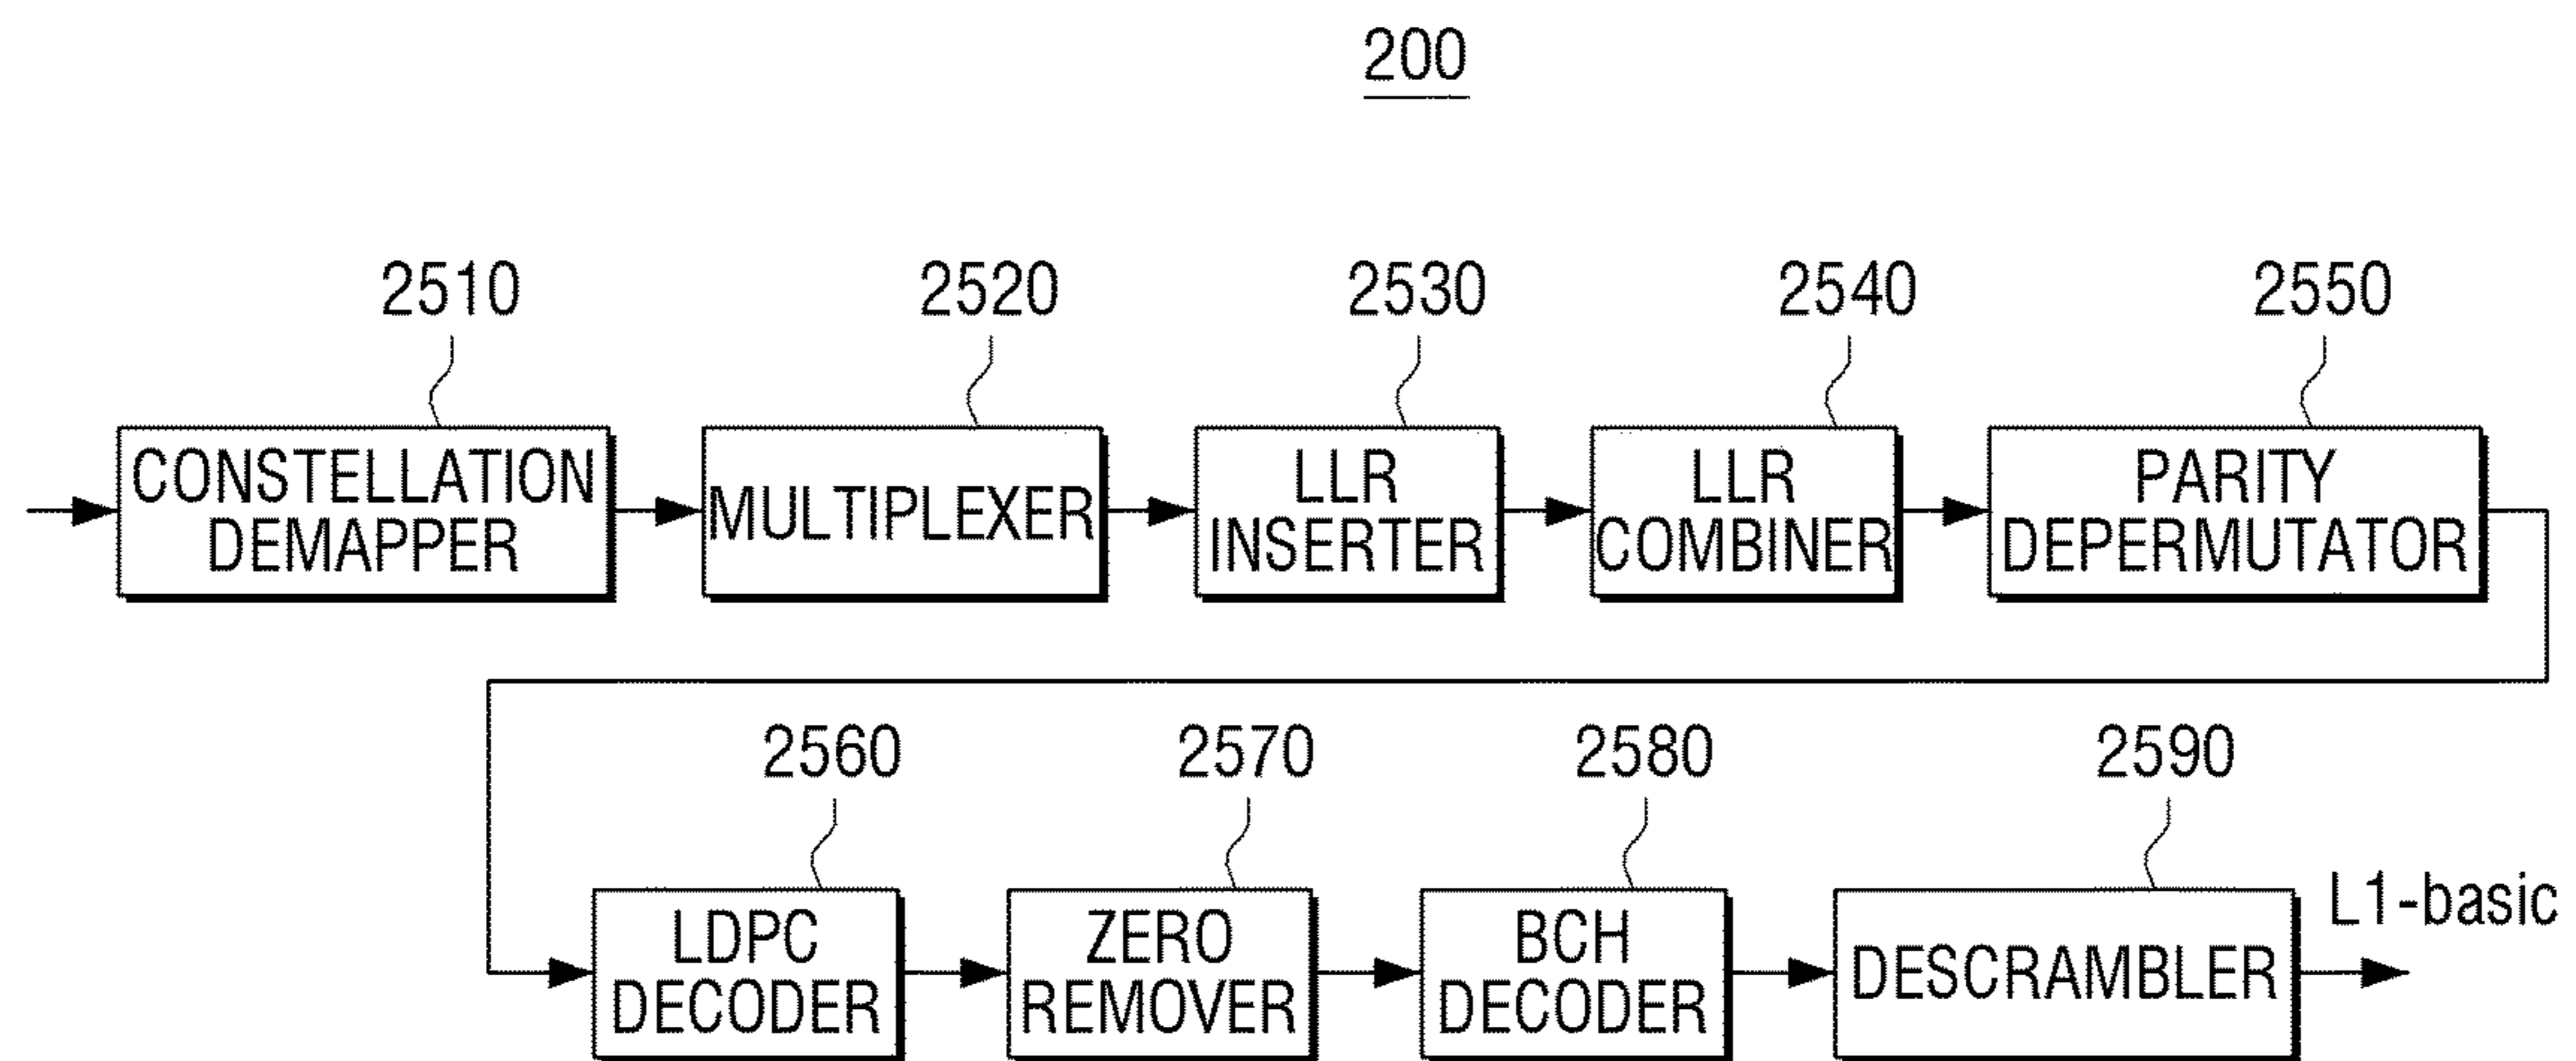 200
2510 2520 2530 2540 2550
CONSTELLATION
DEMAPPER
MULTIPLEXER
LLR
INSERTER
LLR
COMBINER
PARITY
DEPERMUTATOR
2560 2570 2580 2590
LDPC
DECODER
ZERO
REMOVER
BCH
DECODER
DESCRAMBLER
L1-basic